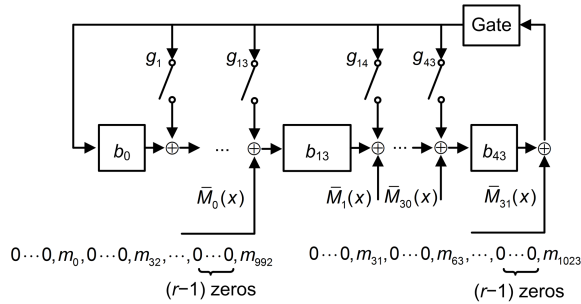 Gate
g₁ g₁₃ g₁₄ g₄₃
b₀ ⊕ ... ⊕ b₁₃ ⊕ ... ⊕ b₄₃ ⊕
M̅₀(x) M̅₁(x) M̅₃₀(x) M̅₃₁(x)
0⋯0,m₀,0⋯0,m₃₂,⋯,0⋯0,m₉₉₂ 0⋯0,m₃₁,0⋯0,m₆₃,⋯,0⋯0,m₁₀₂₃
(r−1) zeros (r−1) zeros